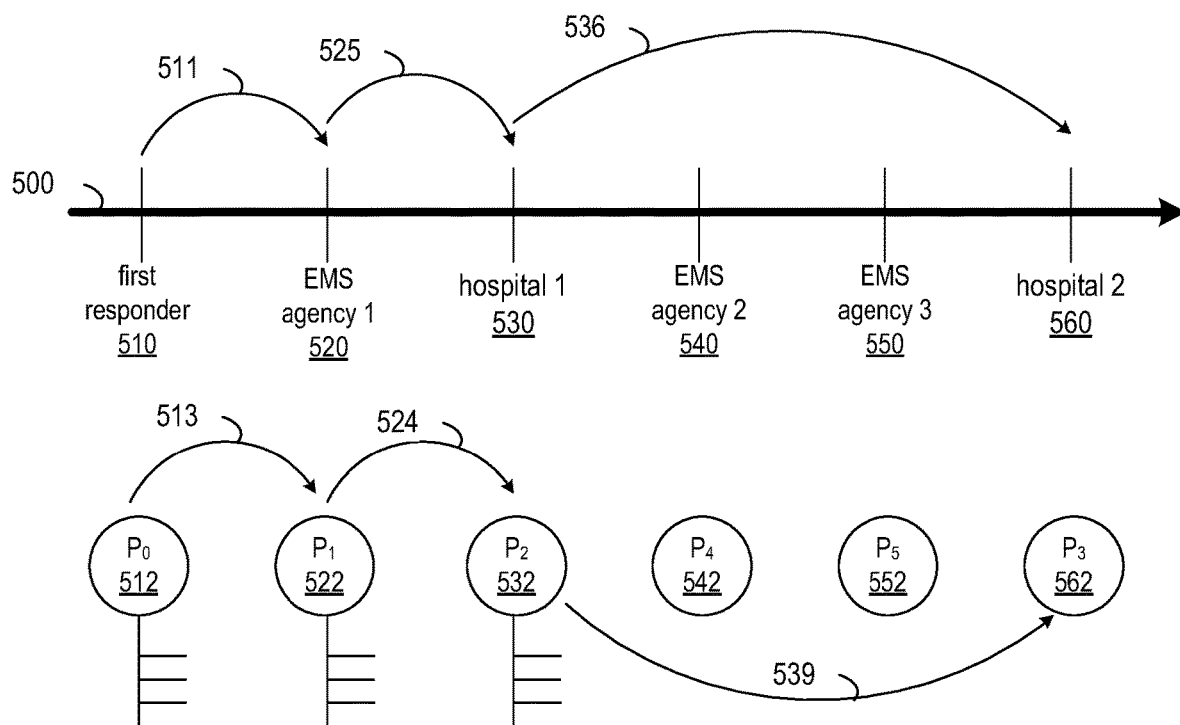 536
525
511
500
first
responder
510
EMS
agency 1
520
hospital 1
530
EMS
agency 2
540
EMS
agency 3
550
hospital 2
560
513
524
P0
512
P1
522
P2
532
P4
542
P5
552
P3
562
539